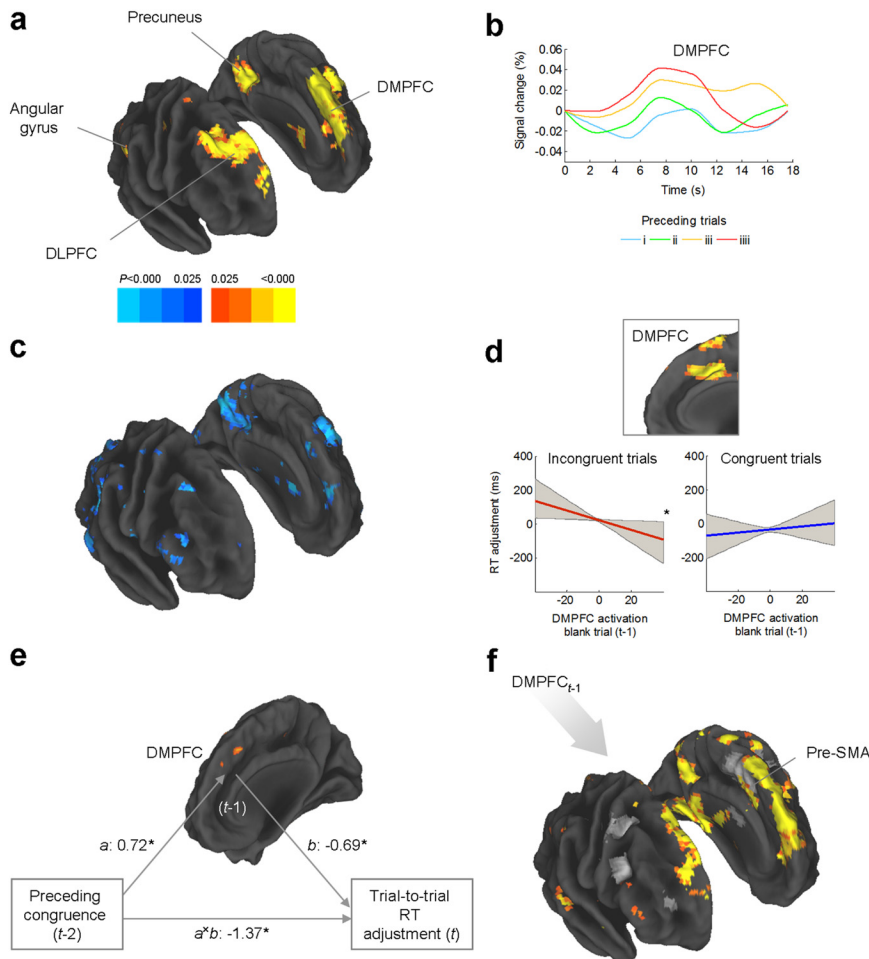 a
Precuneus
DMPFC
Angular
gyrus
DLPFC
P<0.000 0.025 0.025 <0.000
b
DMPFC
Signal change (%)
0.06
0.04
0.02
0
-0.02
-0.04
0 2 4 6 8 10 12 14 16 18
Time (s)
Preceding trials
i ii iii iiii
c
d
DMPFC
Incongruent trials
Congruent trials
RT adjustment (ms)
400
200
0
-200
*
-20 0 20
DMPFC activation
blank trial (t-1)
400
200
0
-200
-20 0 20
DMPFC activation
blank trial (t-1)
e
DMPFC
(t-1)
a: 0.72*
b: -0.69*
Preceding
congruence
(t-2)
a×b: -1.37*
Trial-to-trial
RT
adjustment (t)
f
DMPFCt-1
Pre-SMA